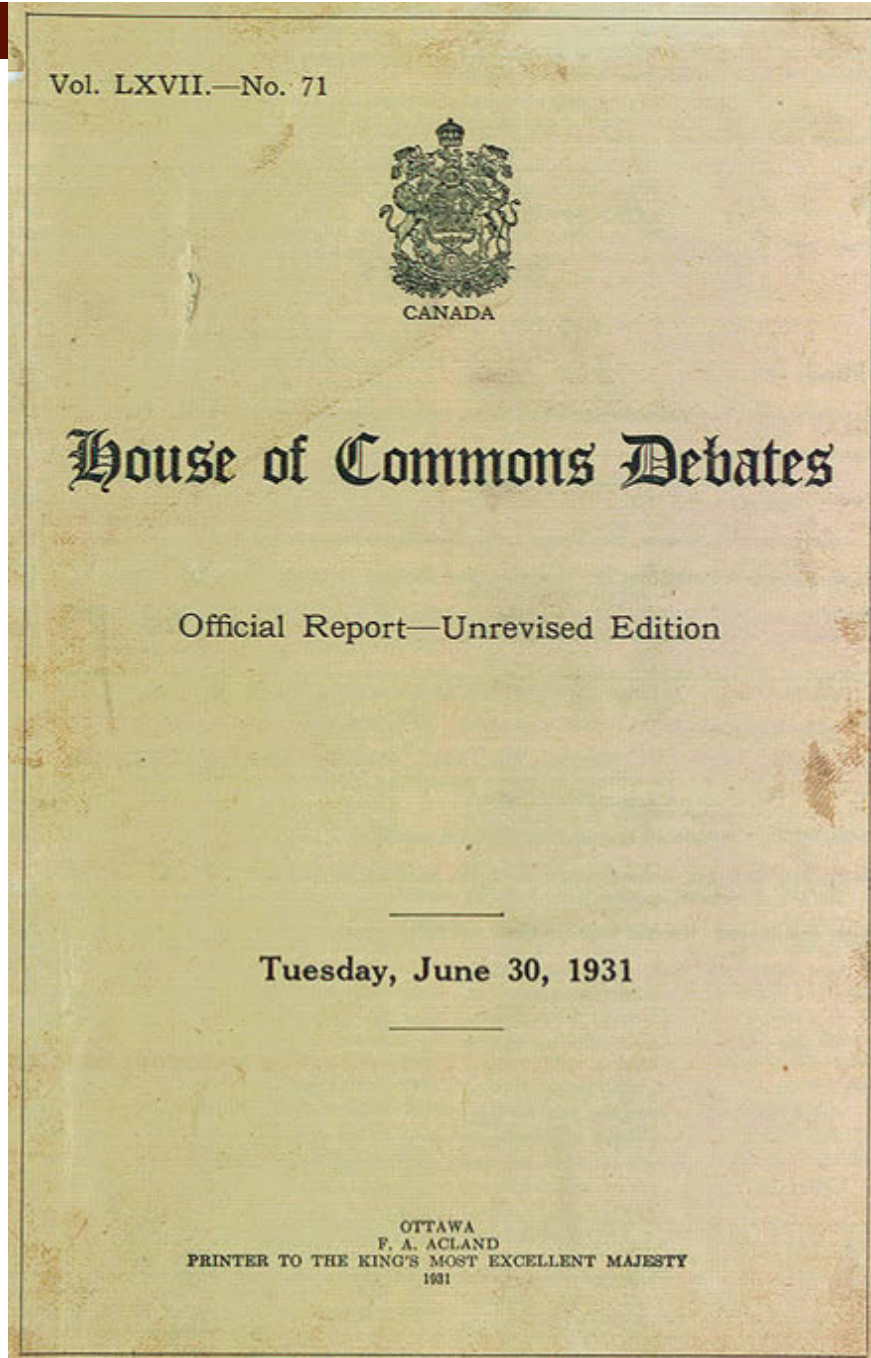 Vol. LXVII.—No. 71
CANADA
House of Commons Debates
Official Report—Unrevised Edition
Tuesday, June 30, 1931
OTTAWA
F. A. ACLAND
PRINTER TO THE KING'S MOST EXCELLENT MAJESTY
1931